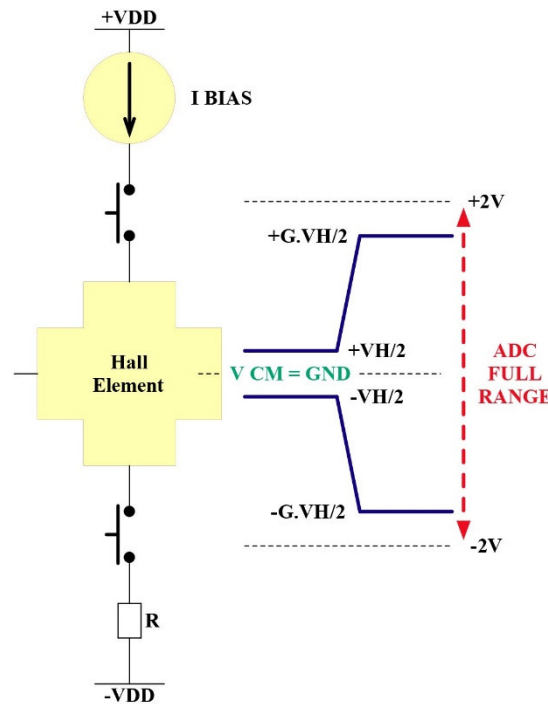 +VDD
I BIAS
+2V
+G.VH/2
+VH/2
Hall
Element
V CM = GND
ADC
FULL
RANGE
-VH/2
-G.VH/2
-2V
R
-VDD